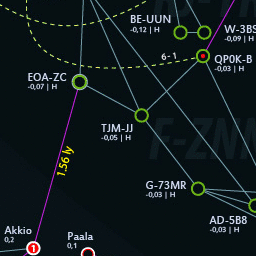 BE-UUN
-0,12 | H
W-3BS
-0,09 | H
6-1
QP0K-B
-0,03 | H
EOA-ZC
-0,07 | H
TJM-JJ
-0,05 | H
F-ZNN
1.56 ly
G-73MR
-0,03 | H
AD-5B8
-0,03 | H
Akkio
0,2
1
Paala
0,1